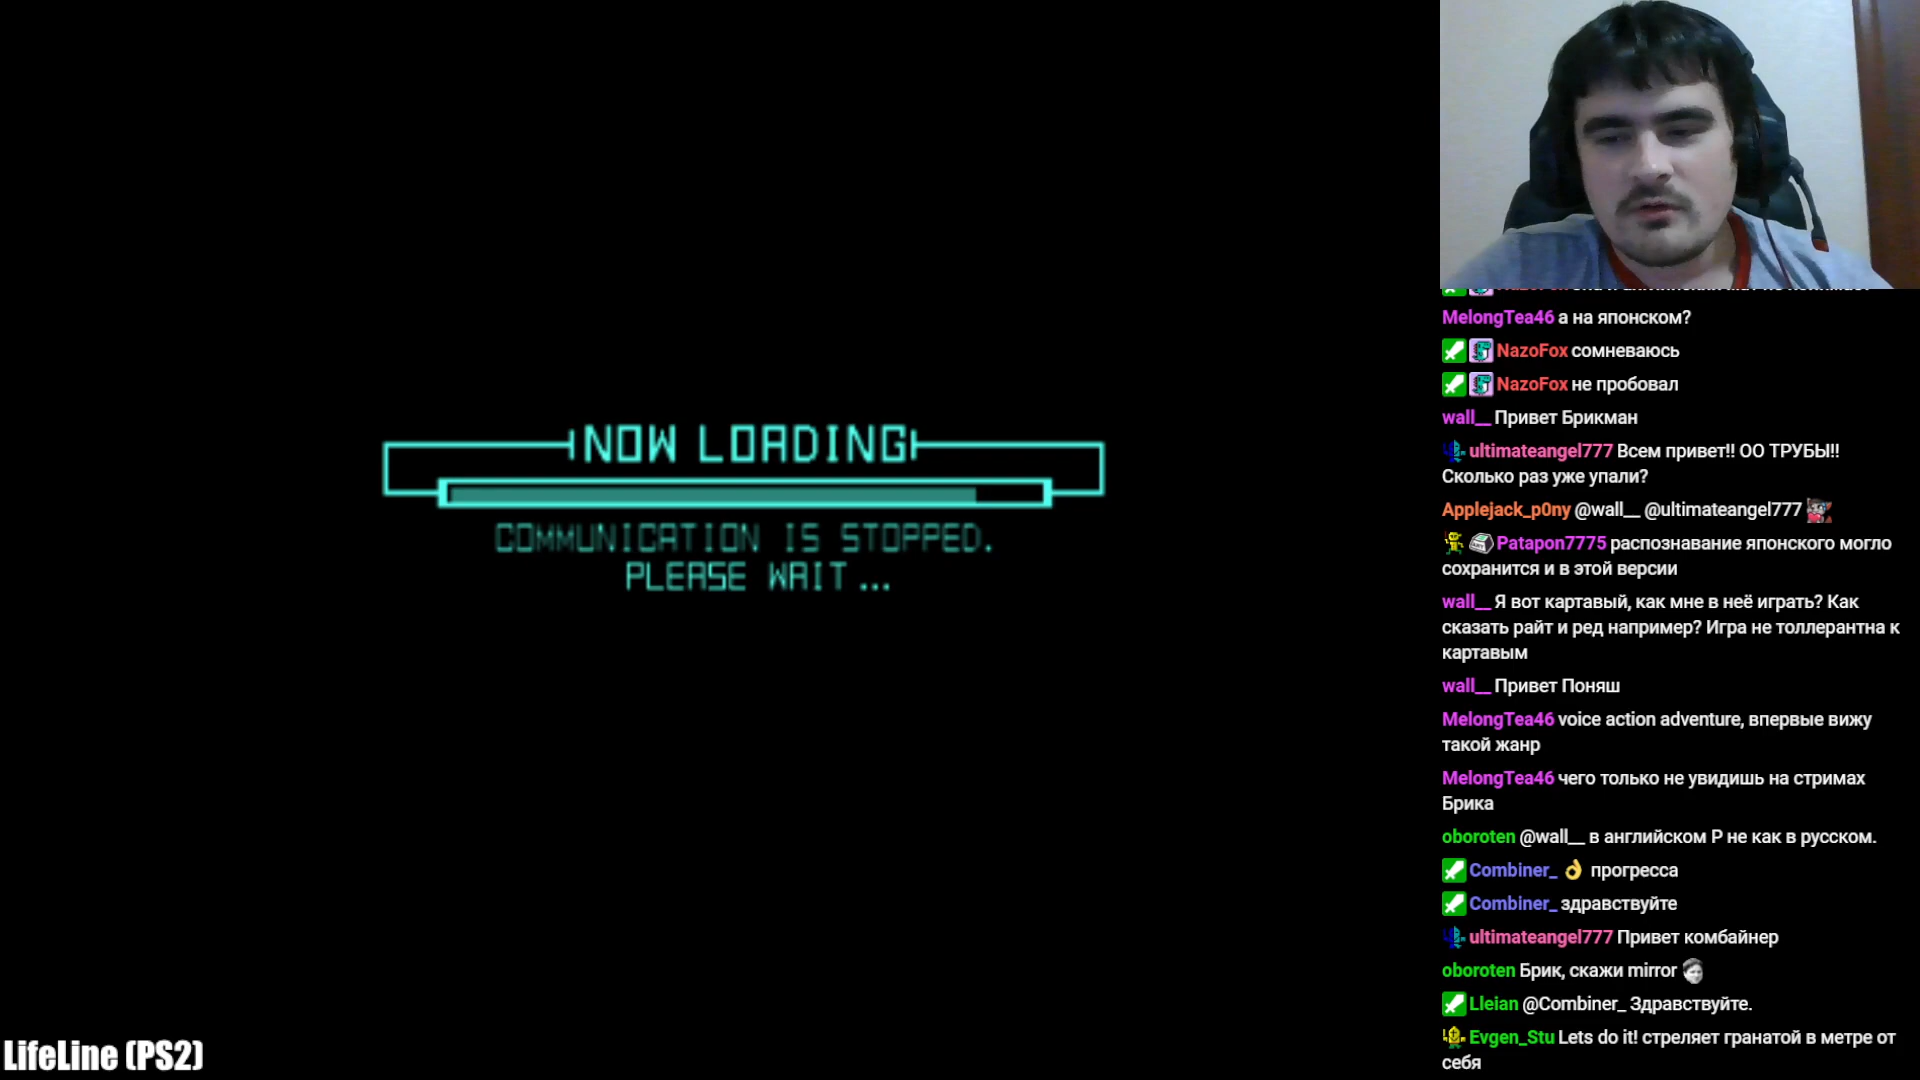 NOW LOADING
COMMUNICATION IS STOPPED.
PLEASE WAIT...
LifeLine (PS2)
MelongTea46 а на японском?
NazoFox сомневаюсь
NazoFox не пробовал
wall__ Привет Брикман
ultimateangel777 Всем привет!! ОО ТРУБЫ!!
Сколько раз уже упали?
Applejack_p0ny @wall__ @ultimateangel777
Patapon7775 распознавание японского могло
сохранится и в этой версии
wall__ Я вот картавый, как мне в неё играть? Как
сказать райт и ред например? Игра не толлерантна к
картавым
wall__ Привет Поняш
MelongTea46 voice action adventure, впервые вижу
такой жанр
MelongTea46 чего только не увидишь на стримах
Брика
oboroten @wall__ в английском Р не как в русском.
Combiner_ 👌 прогресса
Combiner_ здравствуйте
ultimateangel777 Привет комбайнер
oboroten Брик, скажи mirror
Lleian @Combiner_ Здравствуйте.
Evgen_Stu Lets do it! стреляет гранатой в метре от
себя